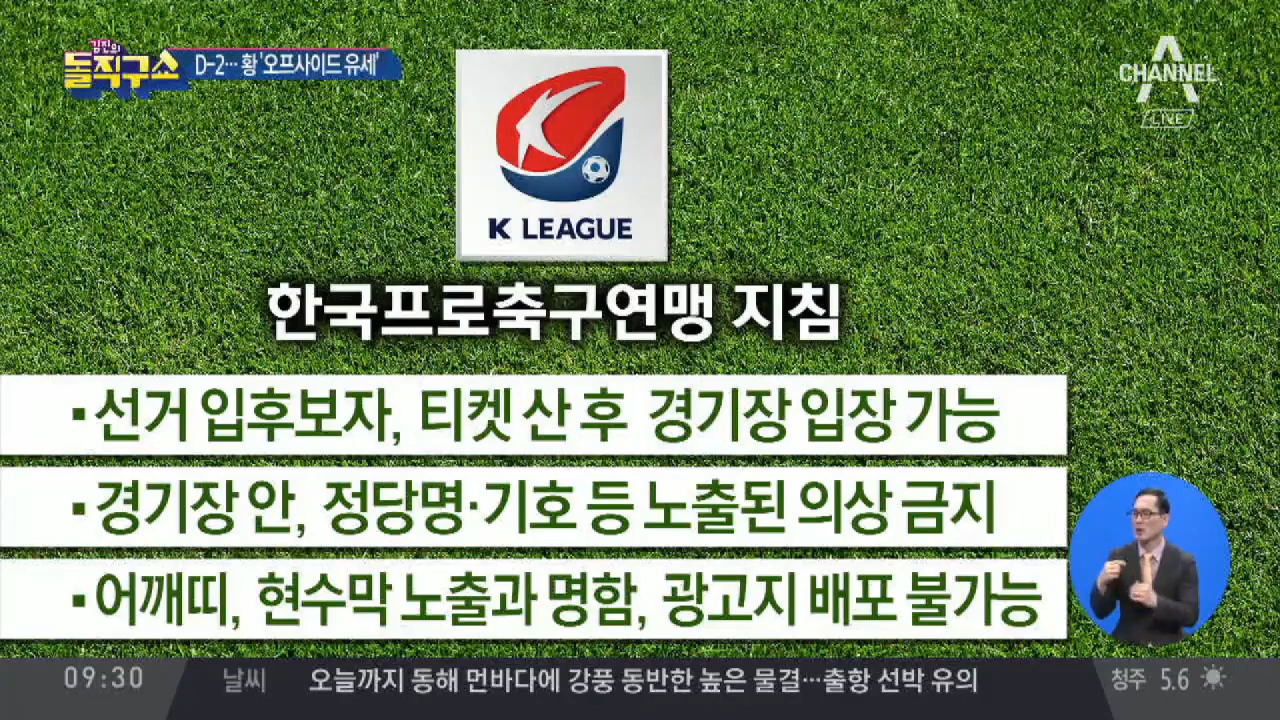 김진의
돌직구쇼
D-2… 황 '오프사이드 유세'
CHANNEL A
LIVE
K LEAGUE
한국프로축구연맹 지침
▪ 선거 입후보자, 티켓 산 후 경기장 입장 가능
▪ 경기장 안, 정당명·기호 등 노출된 의상 금지
▪ 어깨띠, 현수막 노출과 명함, 광고지 배포 불가능
09:30 날씨 오늘까지 동해 먼바다에 강풍 동반한 높은 물결…출항 선박 유의 청주 5.6